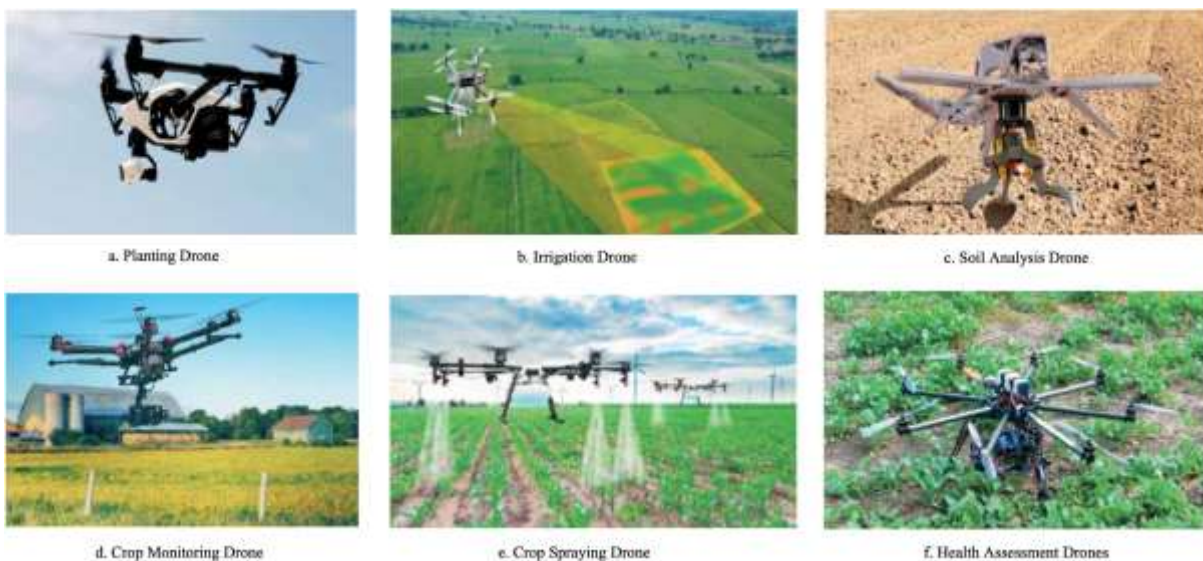 a. Planting Drone
b. Irrigation Drone
c. Soil Analysis Drone
d. Crop Monitoring Drone
e. Crop Spraying Drone
f. Health Assessment Drones